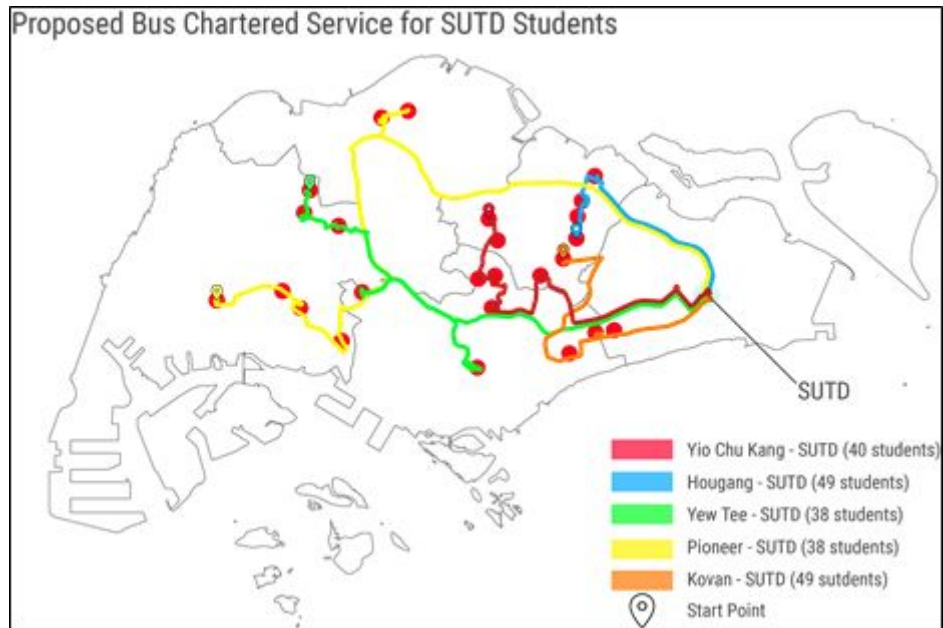 Proposed Bus Chartered Service for SUTD Students
SUTD
Yio Chu Kang - SUTD (40 students)
Hougang - SUTD (49 students)
Yew Tee - SUTD (38 students)
Pioneer - SUTD (38 students)
Kovan - SUTD (49 sutdents)
Start Point